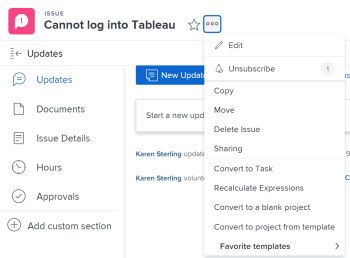 ISSUE
Cannot log into Tableau
Updates
Updates
Documents
Issue Details
Hours
Approvals
Add custom section
New Update
Start a new upd
Karen Sterling update
Karen Sterling volunt
Edit
Unsubscribe 1
Copy
Move
Delete Issue
Sharing
Convert to Task
Recalculate Expressions
Convert to a blank project
Convert to project from template
Favorite templates